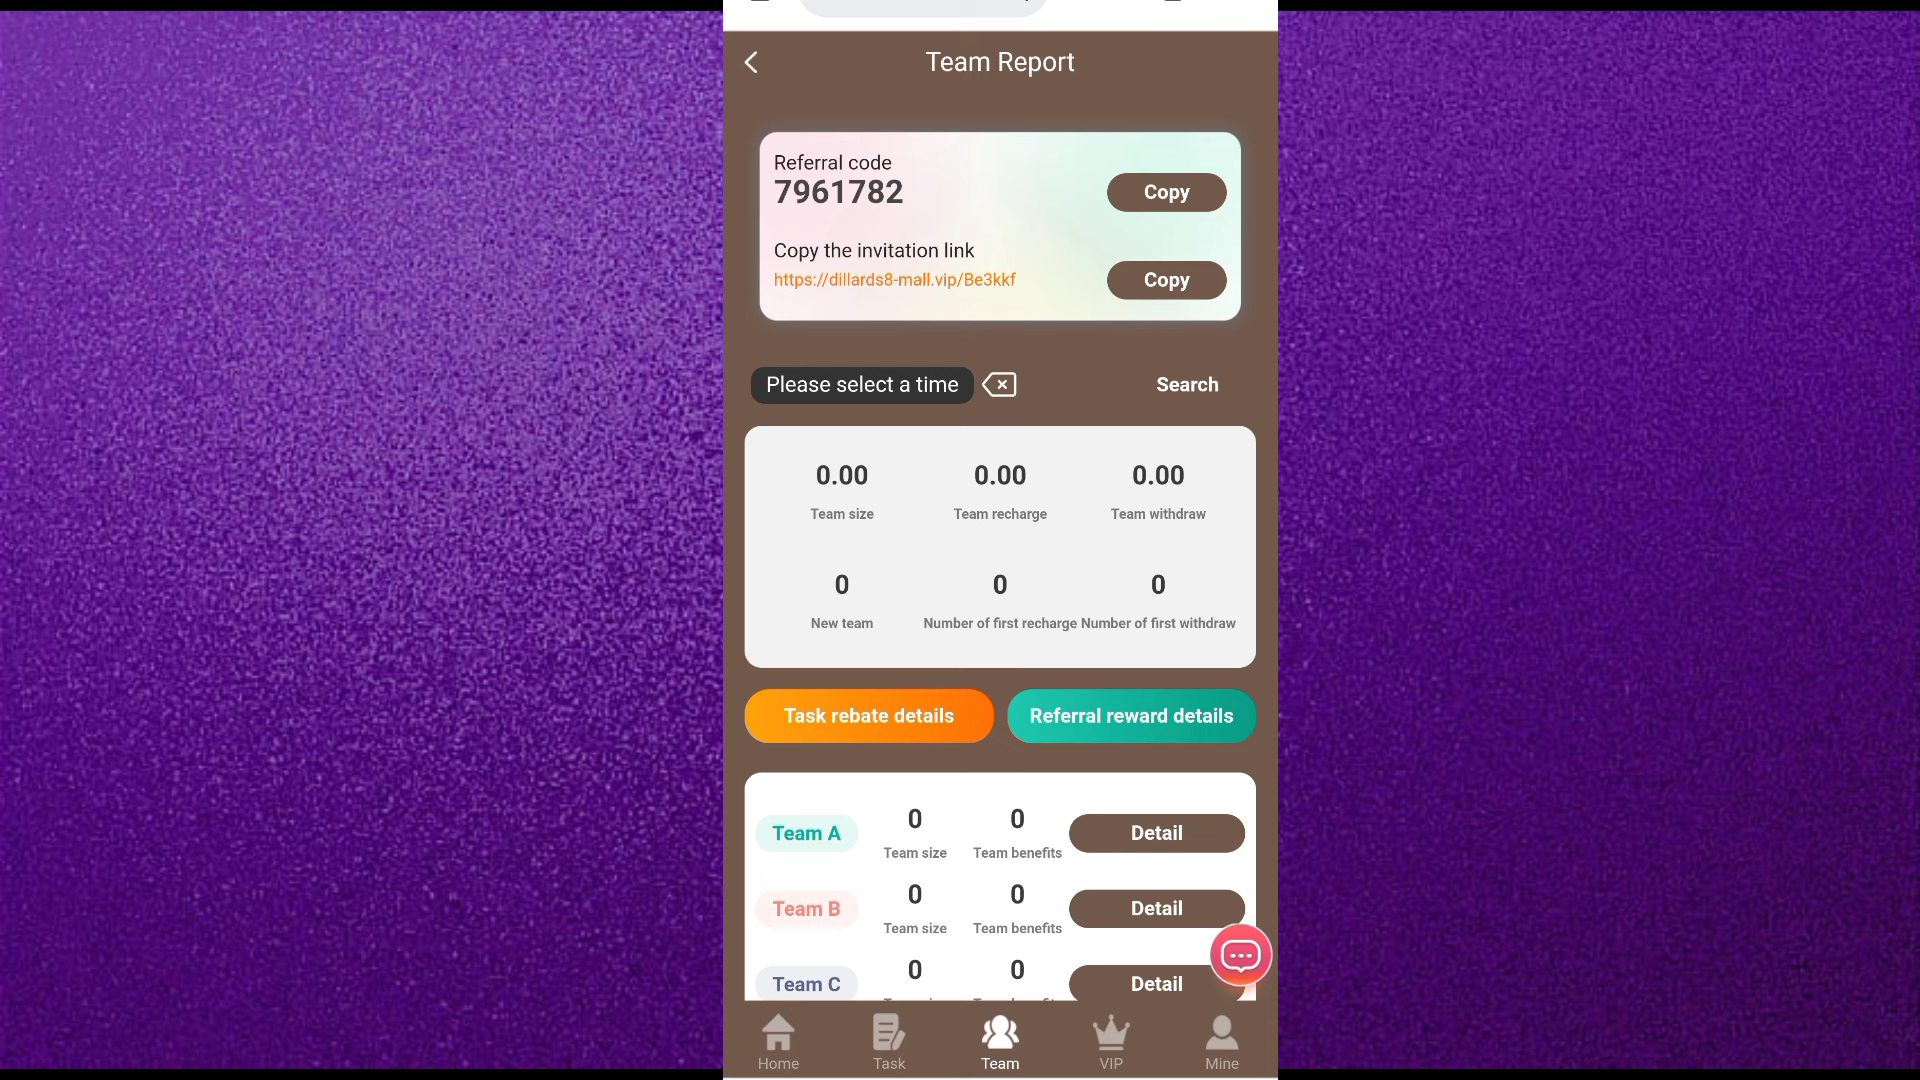 Team Report
Referral code
7961782
Copy
Copy the invitation link
https://dillards8-mall.vip/Be3kkf
Copy
Please select a time
Search
0.00 0.00 0.00
Team size Team recharge Team withdraw
0 0 0
New team Number of first recharge Number of first withdraw
Task rebate details Referral reward details
Team A 0 0 Detail
Team size Team benefits
Team B 0 0 Detail
Team size Team benefits
Team C 0 0 Detail
Home Task Team VIP Mine